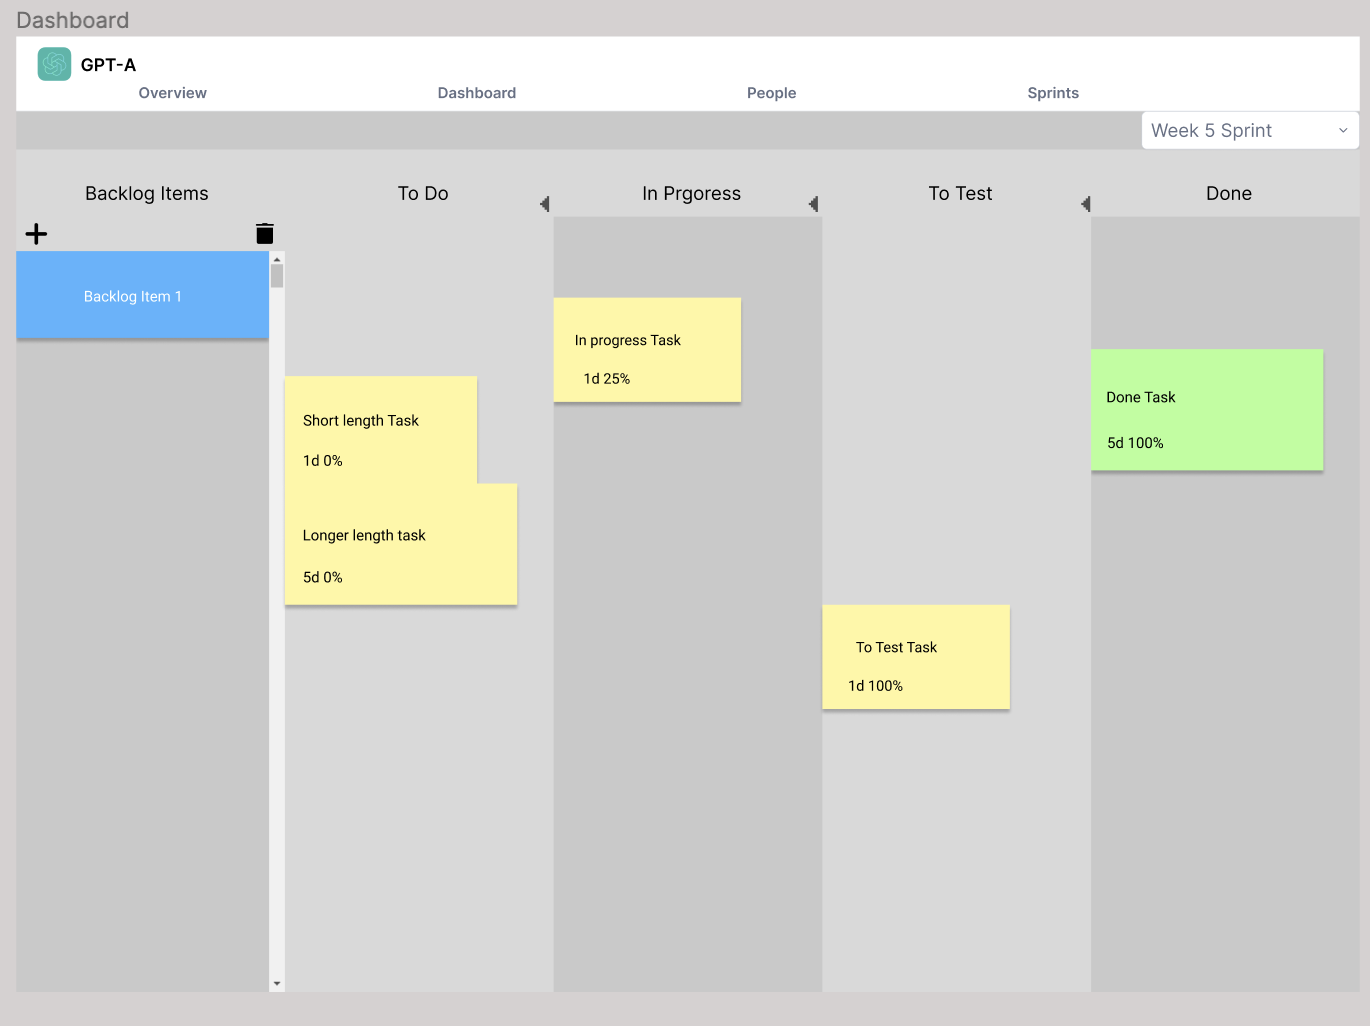 Dashboard
GPT-A
Overview Dashboard People Sprints
Week 5 Sprint
Backlog Items To Do In Prgoress To Test Done
Backlog Item 1
In progress Task
1d 25%
Done Task
5d 100%
Short length Task
1d 0%
Longer length task
5d 0%
To Test Task
1d 100%